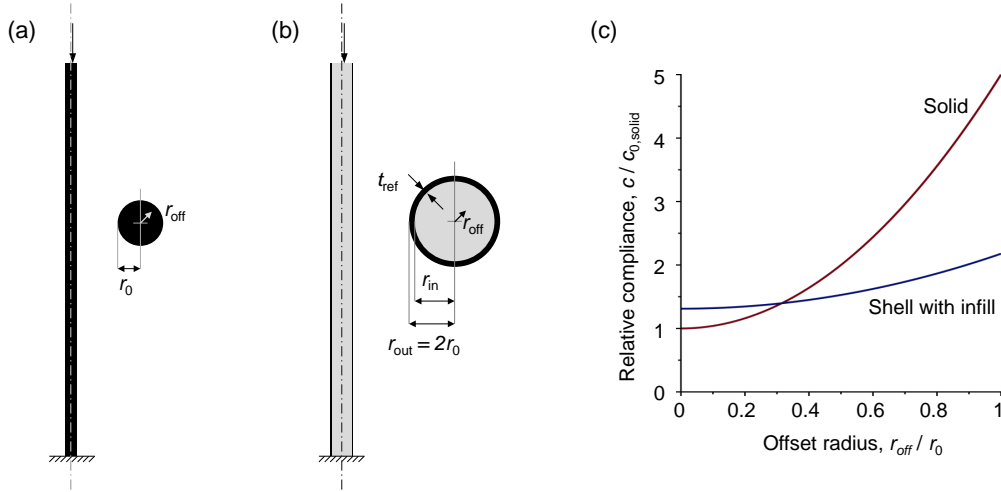 (a)
r_off
r_0
(b)
t_ref
r_off
r_in
r_out = 2r_0
(c)
Relative compliance, c / c_0,solid
5
4
3
2
1
0
Solid
Shell with infill
0 0.2 0.4 0.6 0.8 1
Offset radius, r_off / r_0